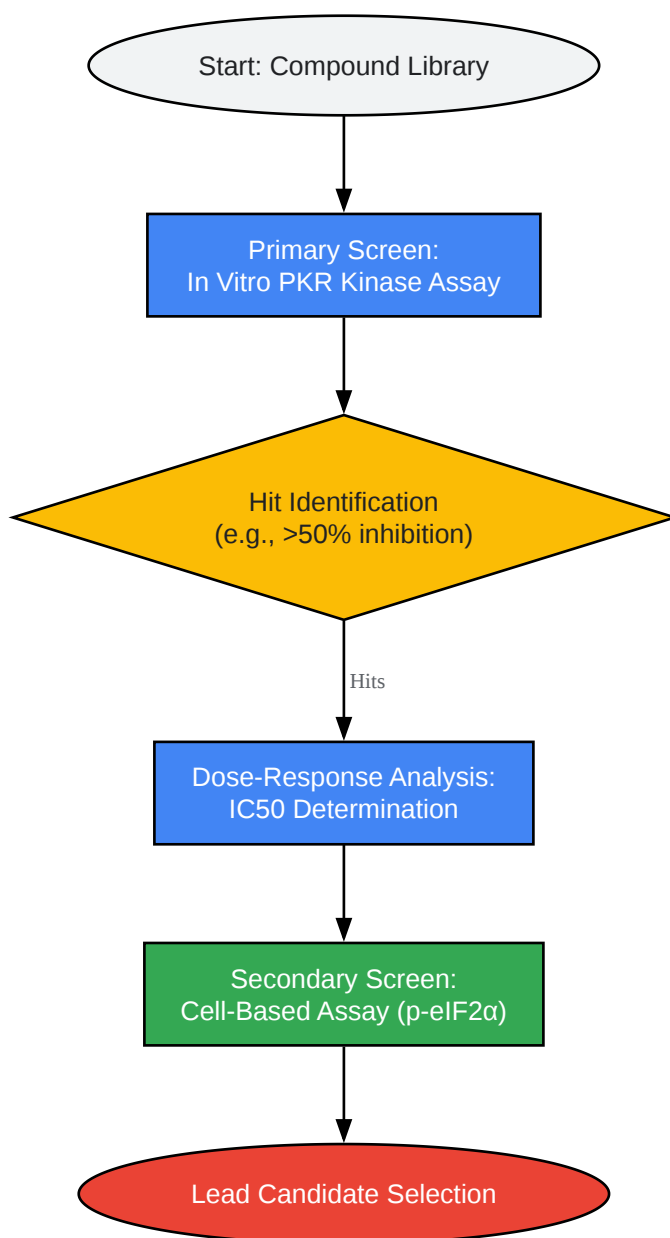 Start: Compound Library
Primary Screen:
In Vitro PKR Kinase Assay
Hit Identification
(e.g., >50% inhibition)
Hits
Dose-Response Analysis:
IC50 Determination
Secondary Screen:
Cell-Based Assay (p-eIF2α)
Lead Candidate Selection